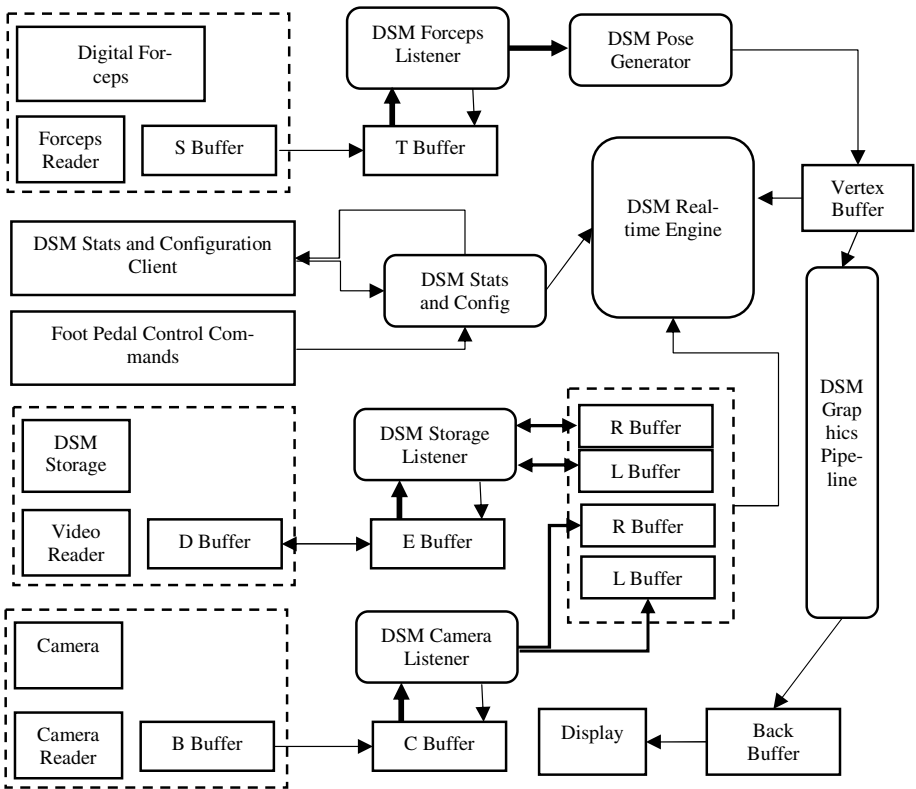 Digital For-
ceps
Forceps
Reader
S Buffer
DSM Forceps
Listener
T Buffer
DSM Pose
Generator
DSM Real-
time Engine
Vertex
Buffer
DSM Stats and Configuration
Client
DSM Stats
and Config
Foot Pedal Control Com-
mands
DSM
Storage
Video
Reader
D Buffer
DSM Storage
Listener
E Buffer
R Buffer
L Buffer
R Buffer
L Buffer
DSM
Grap
hics
Pipe-
line
Camera
Camera
Reader
B Buffer
DSM Camera
Listener
C Buffer
Display
Back
Buffer